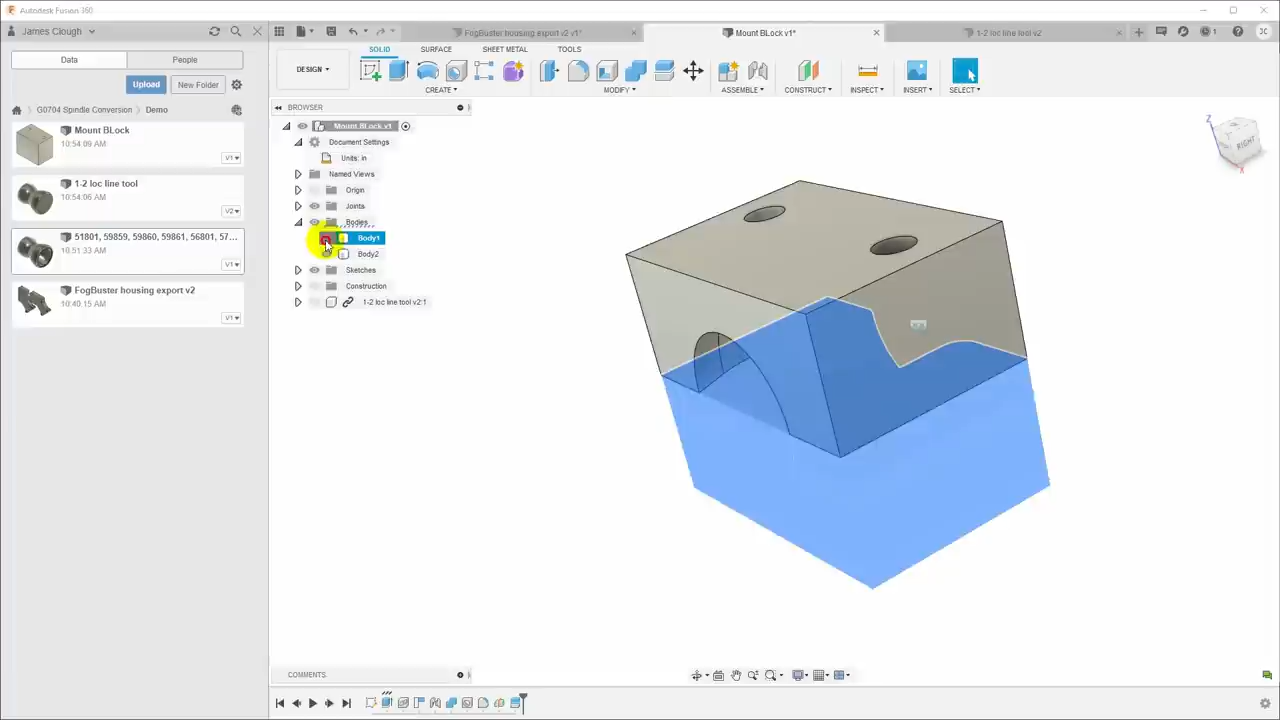 Autodesk Fusion 360
James Clough
FogBuster housing export v2 v1*
Mount BLock v1*
1-2 loc line tool v2
1
JC
Data
People
Upload
New Folder
G0704 Spindle Conversion
Demo
Mount BLock
10:54:09 AM
V1
1-2 loc line tool
10:54:06 AM
V2
51801, 59859, 59860, 59861, 56801, 57...
10:51:33 AM
V1
FogBuster housing export v2
10:40:15 AM
V1
DESIGN
SOLID
SURFACE
SHEET METAL
TOOLS
CREATE
MODIFY
ASSEMBLE
CONSTRUCT
INSPECT
INSERT
SELECT
BROWSER
Mount BLock v1
Document Settings
Units: in
Named Views
Origin
Joints
Bodies
Body1
Body2
Sketches
Construction
1-2 loc line tool v2:1
Z
RIGHT
X
COMMENTS